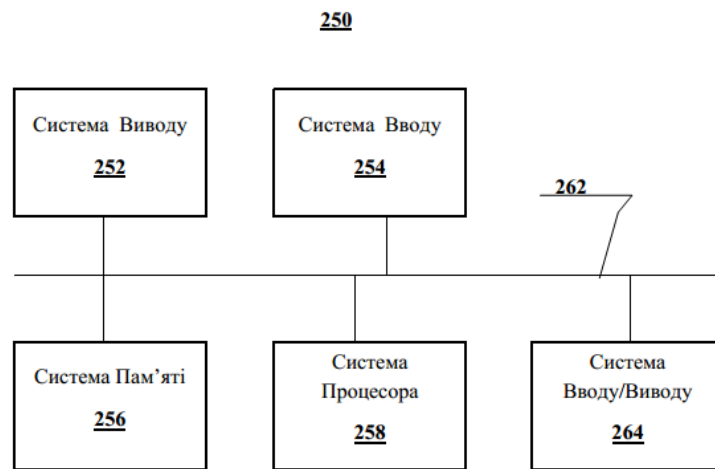 250
Система Виводу
252
Система Вводу
254
262
Система Пам’яті
256
Система
Процесора
258
Система
Вводу/Виводу
264